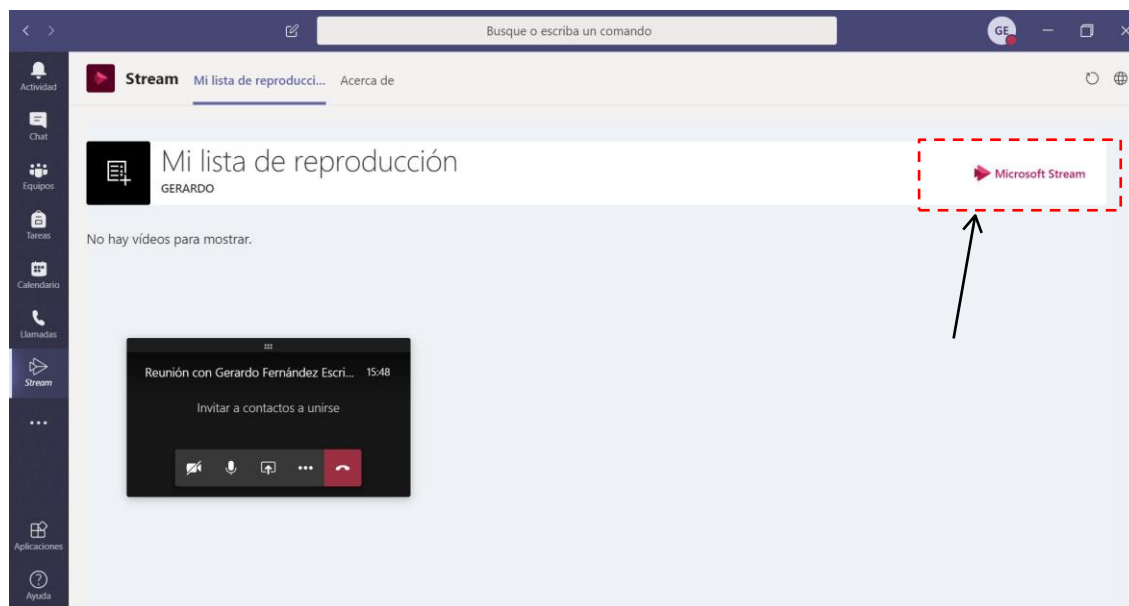 Busque o escriba un comando
GE
Actividad
Chat
Equipos
Tareas
Calendario
Llamadas
Stream
Aplicaciones
Ayuda
Stream Mi lista de reproducci... Acerca de
Mi lista de reproducción
GERARDO
Microsoft Stream
No hay vídeos para mostrar.
Reunión con Gerardo Fernández Escri... 15:48
Invitar a contactos a unirse